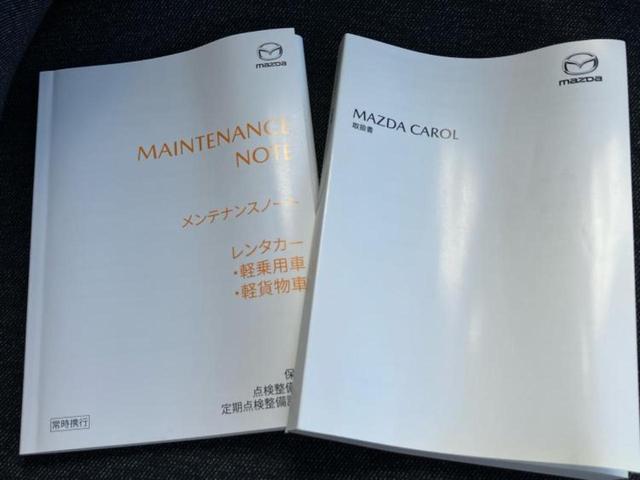 mazda
MAINTENANCE
NOTE
メンテナンスノート
レンタカー
・軽乗用車
・軽貨物車
保
点検整備
定期点検整備
常時携行
mazda
MAZDA CAROL
取扱書